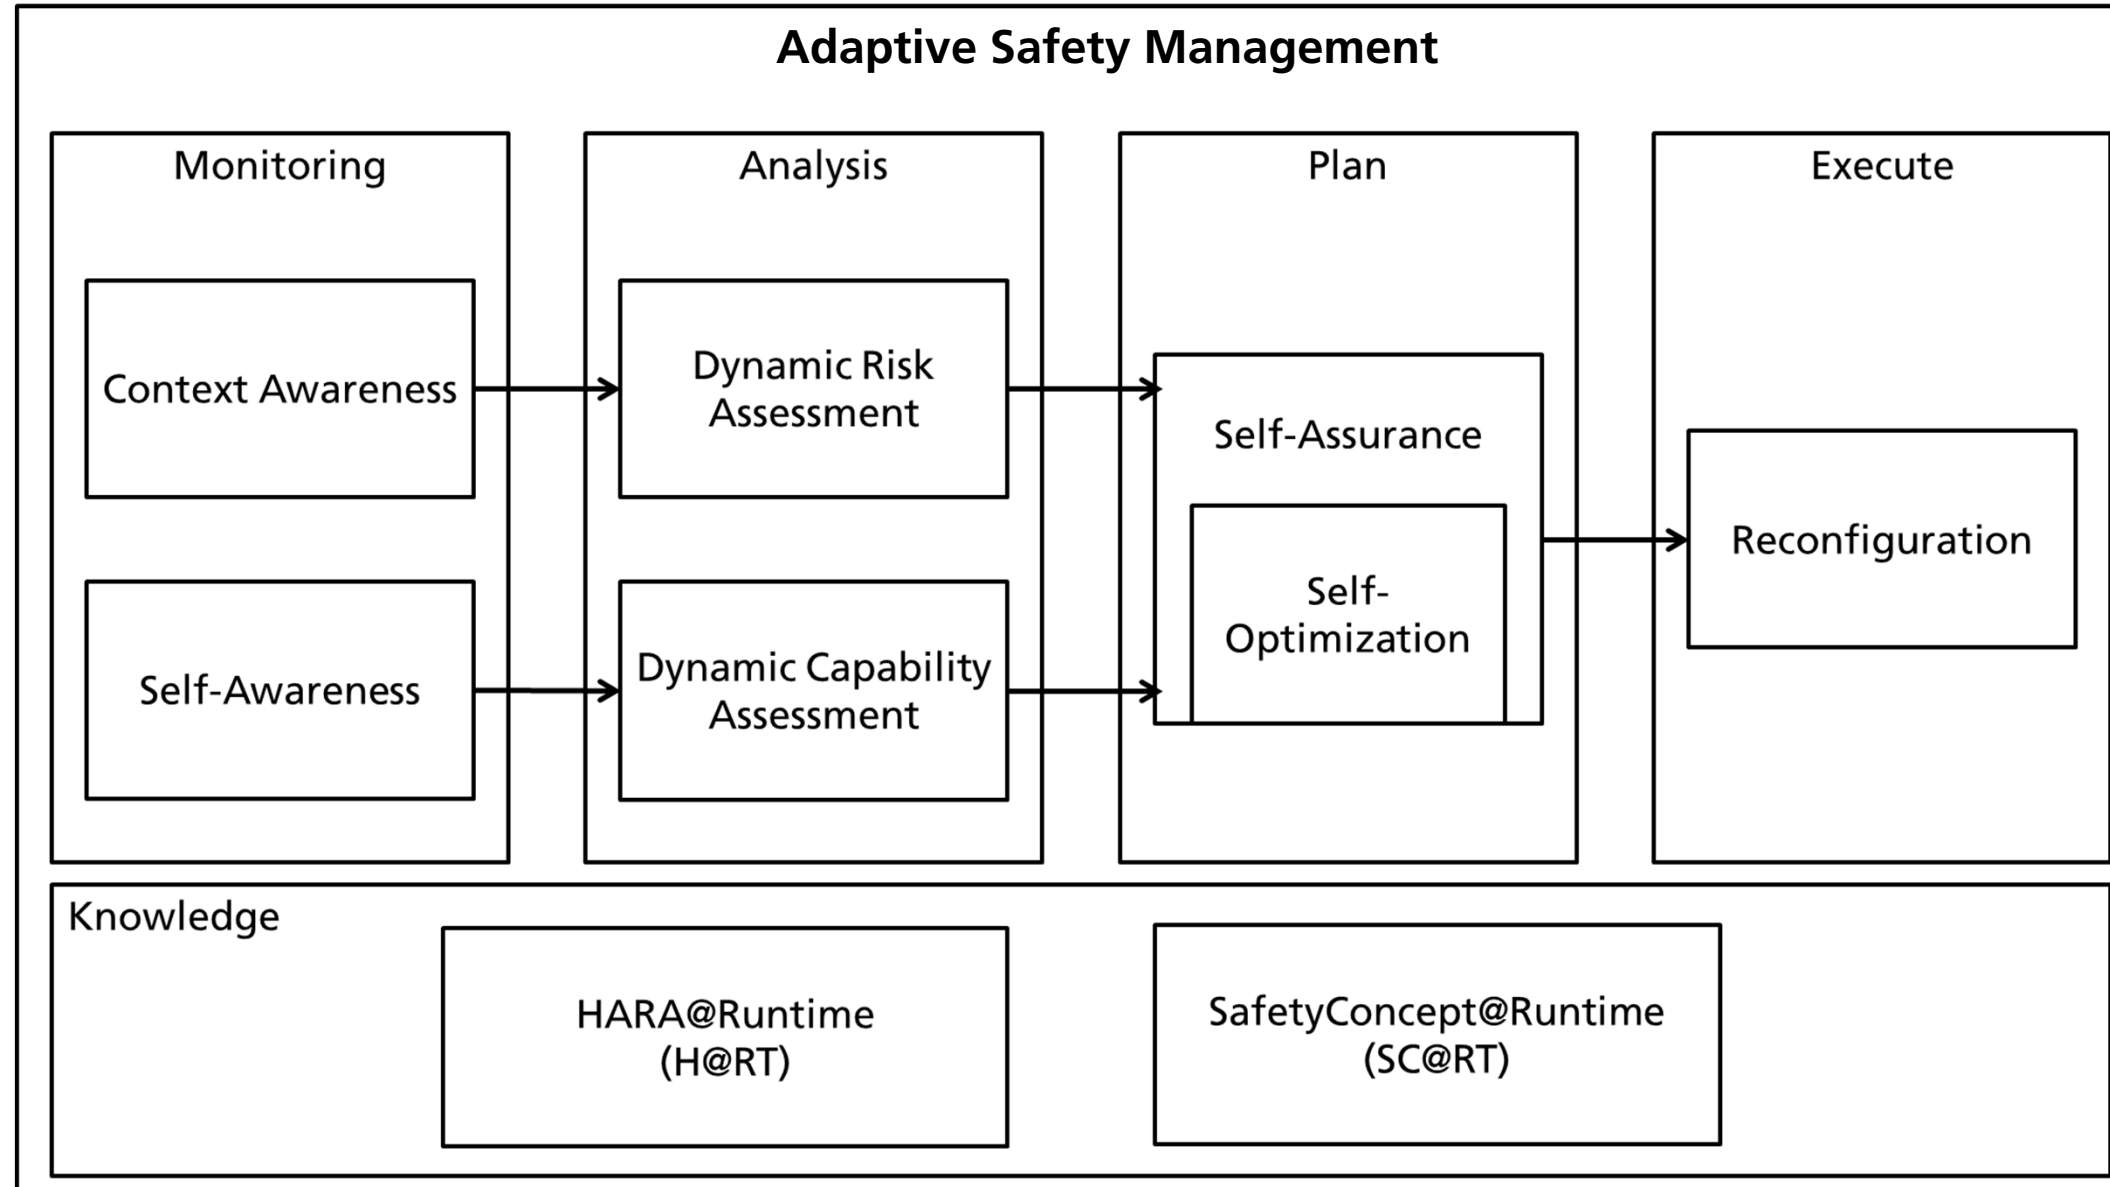 Adaptive Safety Management
Monitoring
Analysis
Plan
Execute
Context Awareness
Dynamic Risk
Assessment
Self-Assurance
Self-
Optimization
Reconfiguration
Self-Awareness
Dynamic Capability
Assessment
Knowledge
HARA@Runtime
(H@RT)
SafetyConcept@Runtime
(SC@RT)